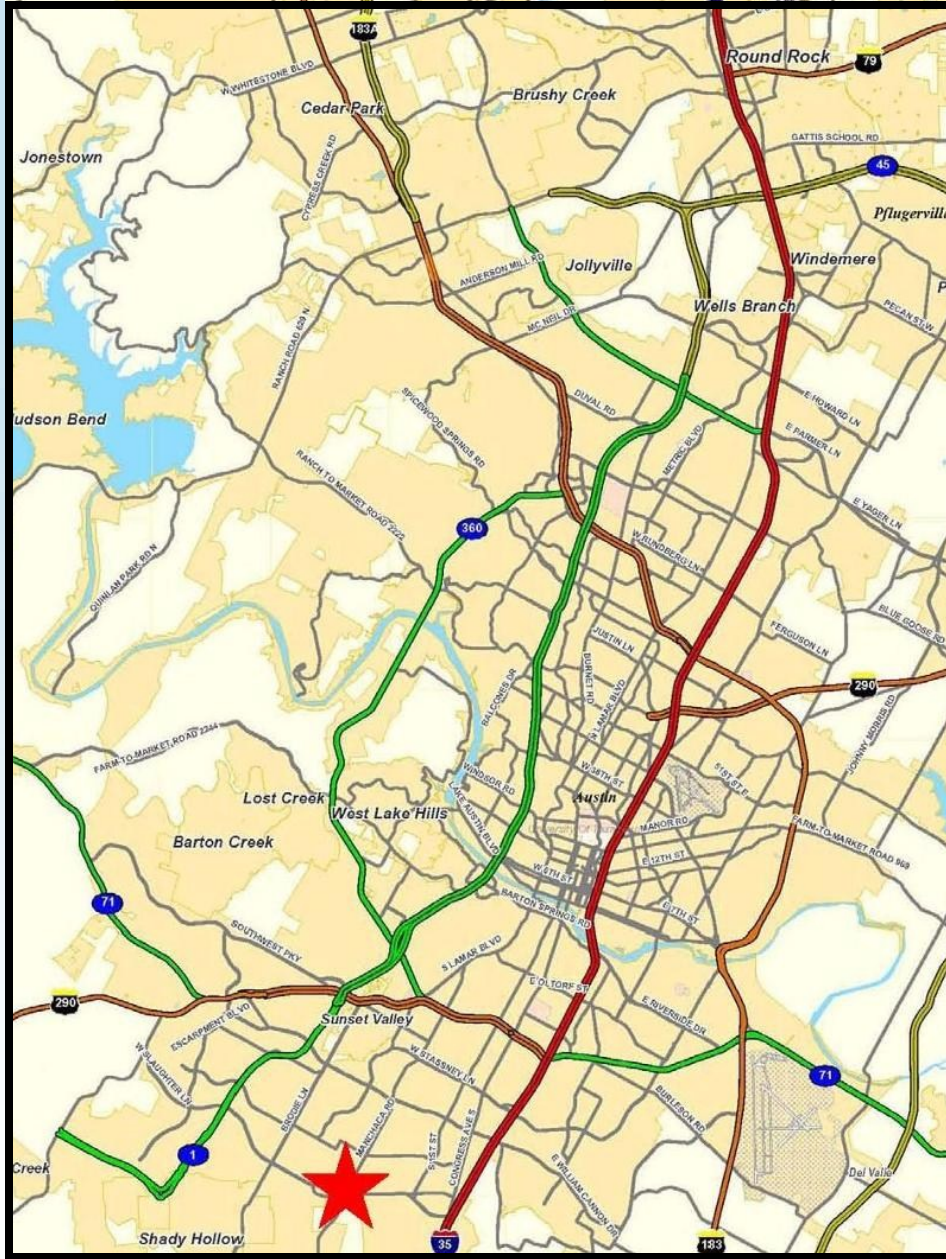 183A
Round Rock
79
W WHITESTONE BLVD
Cedar Park
Brushy Creek
GATTIS SCHOOL RD
Jonestown
CYPRESS CREEK RD
45
Pflugerville
ANDERSON MILL RD
Jollyville
Windemere
RANCH ROAD 620 N
MC NEIL DR
Wells Branch
PECAN ST W
Hudson Bend
SPICEWOOD SPRINGS RD
DUVAL RD
E HOWARD LN
METRIC BLVD
E PARMER LN
RANCH TO MARKET ROAD 2222
360
E YAGER LN
W RUNDBERG LN
QUINLAN PARK RD N
JUSTIN LN
FERGUSON LN
BLUE GOOSE RD
BURNET RD
BALCONES DR
N LAMAR BLVD
290
JOHNNY MORRIS RD
FARM-TO-MARKET ROAD 2244
W 38TH ST
51ST ST E
WINDSOR RD
Lost Creek
West Lake Hills
LAKE AUSTIN BLVD
Austin
MANOR RD
FARM-TO-MARKET ROAD 969
Barton Creek
E 12TH ST
W 6TH ST
71
BARTON SPRINGS RD
E 7TH ST
SOUTHWEST PKY
S LAMAR BLVD
E OLTORF ST
290
Sunset Valley
E RIVERSIDE DR
ESCARPMENT BLVD
W SLAUGHTER LN
W STASSNEY LN
71
BRODIE LN
MANCHACA RD
BURLESON RD
S 1ST ST
CONGRESS AVE S
1
Creek
E WILLIAM CANNON DR
Del Valle
Shady Hollow
35
183